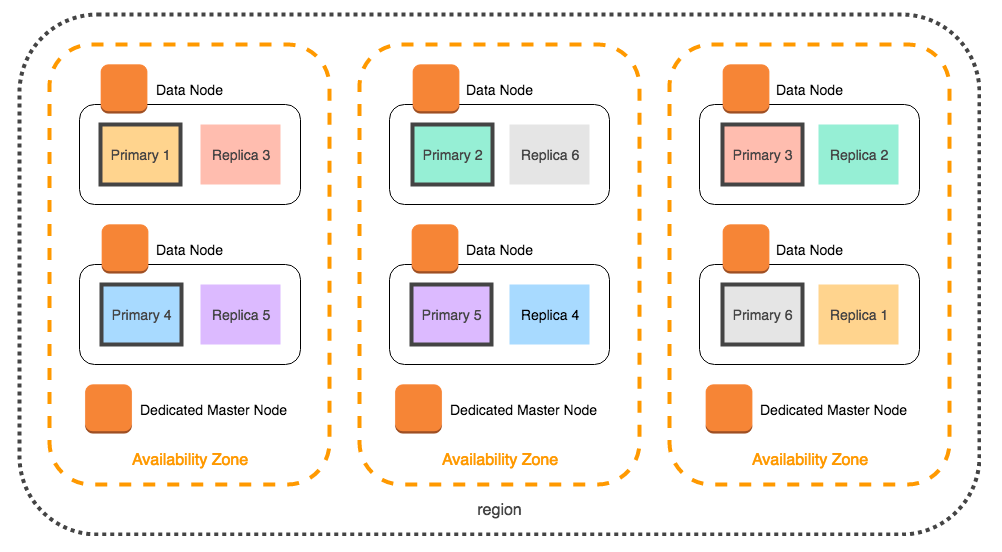 Data Node
Primary 1
Replica 3
Data Node
Primary 4
Replica 5
Dedicated Master Node
Availability Zone
Data Node
Primary 2
Replica 6
Data Node
Primary 5
Replica 4
Dedicated Master Node
Availability Zone
Data Node
Primary 3
Replica 2
Data Node
Primary 6
Replica 1
Dedicated Master Node
Availability Zone
region